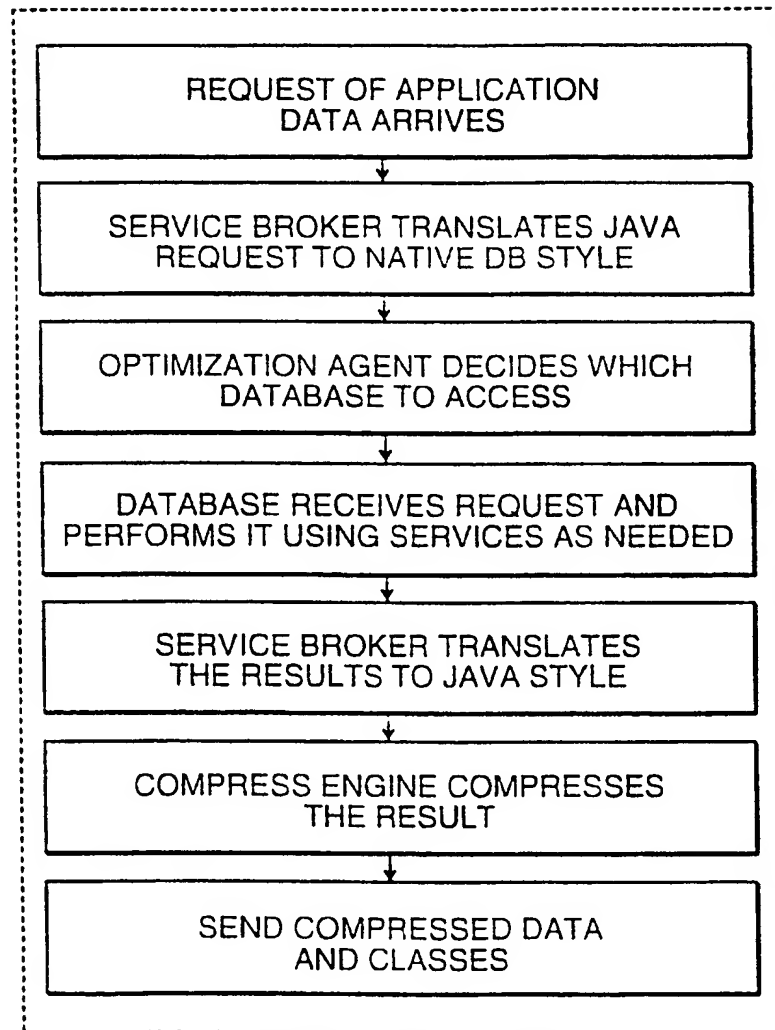 REQUEST OF APPLICATION
DATA ARRIVES
SERVICE BROKER TRANSLATES JAVA
REQUEST TO NATIVE DB STYLE
OPTIMIZATION AGENT DECIDES WHICH
DATABASE TO ACCESS
DATABASE RECEIVES REQUEST AND
PERFORMS IT USING SERVICES AS NEEDED
SERVICE BROKER TRANSLATES
THE RESULTS TO JAVA STYLE
COMPRESS ENGINE COMPRESSES
THE RESULT
SEND COMPRESSED DATA
AND CLASSES